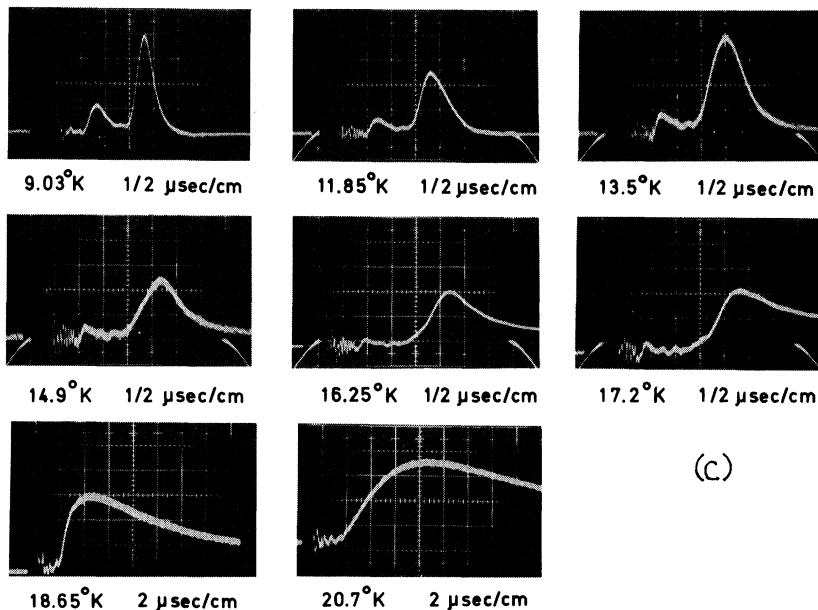 9.03°K 1/2 µsec/cm
11.85°K 1/2 µsec/cm
13.5°K 1/2 µsec/cm
14.9°K 1/2 µsec/cm
16.25°K 1/2 µsec/cm
17.2°K 1/2 µsec/cm
18.65°K 2 µsec/cm
20.7°K 2 µsec/cm
(C)